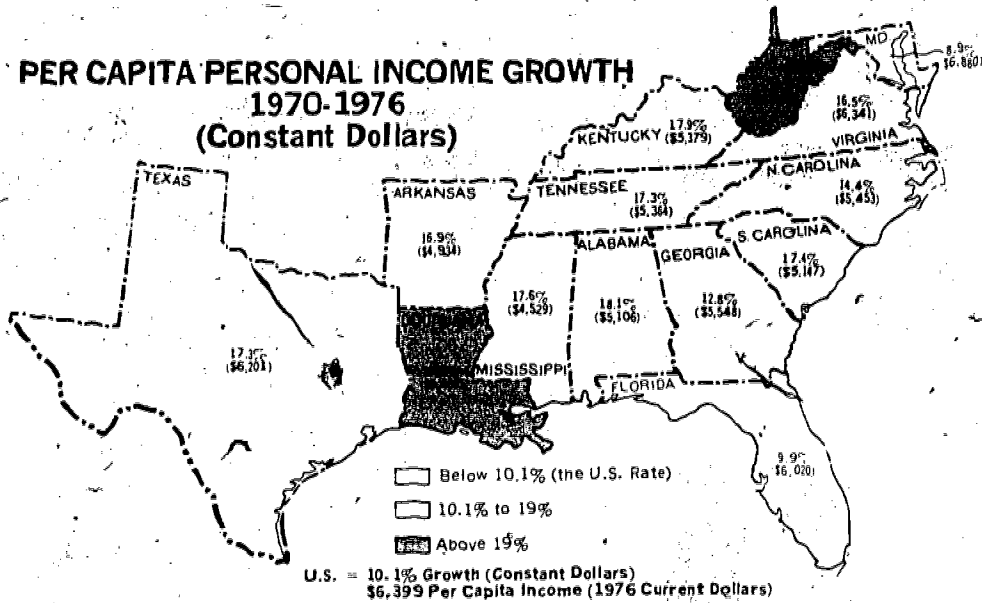 PER CAPITA PERSONAL INCOME GROWTH
1970-1976
(Constant Dollars)
MD
8.9%
$6,880)
16.5%
($6,341)
VIRGINIA
KENTUCKY
17.9%
($5,379)
N. CAROLINA
14.4%
($5,453)
TENNESSEE
17.3%
($5,364)
TEXAS
17.3%
($6,201)
ARKANSAS
16.9%
($4,934)
S. CAROLINA
17.4%
($5,147)
GEORGIA
12.8%
($5,548)
ALABAMA
18.1%
($5,106)
17.6%
($4,529)
MISSISSIPPI
FLORIDA
9.9%
$6,020)
Below 10.1% (the U.S. Rate)
10.1% to 19%
Above 19%
U.S. = 10.1% Growth (Constant Dollars)
$6,399 Per Capita Income (1976 Current Dollars)